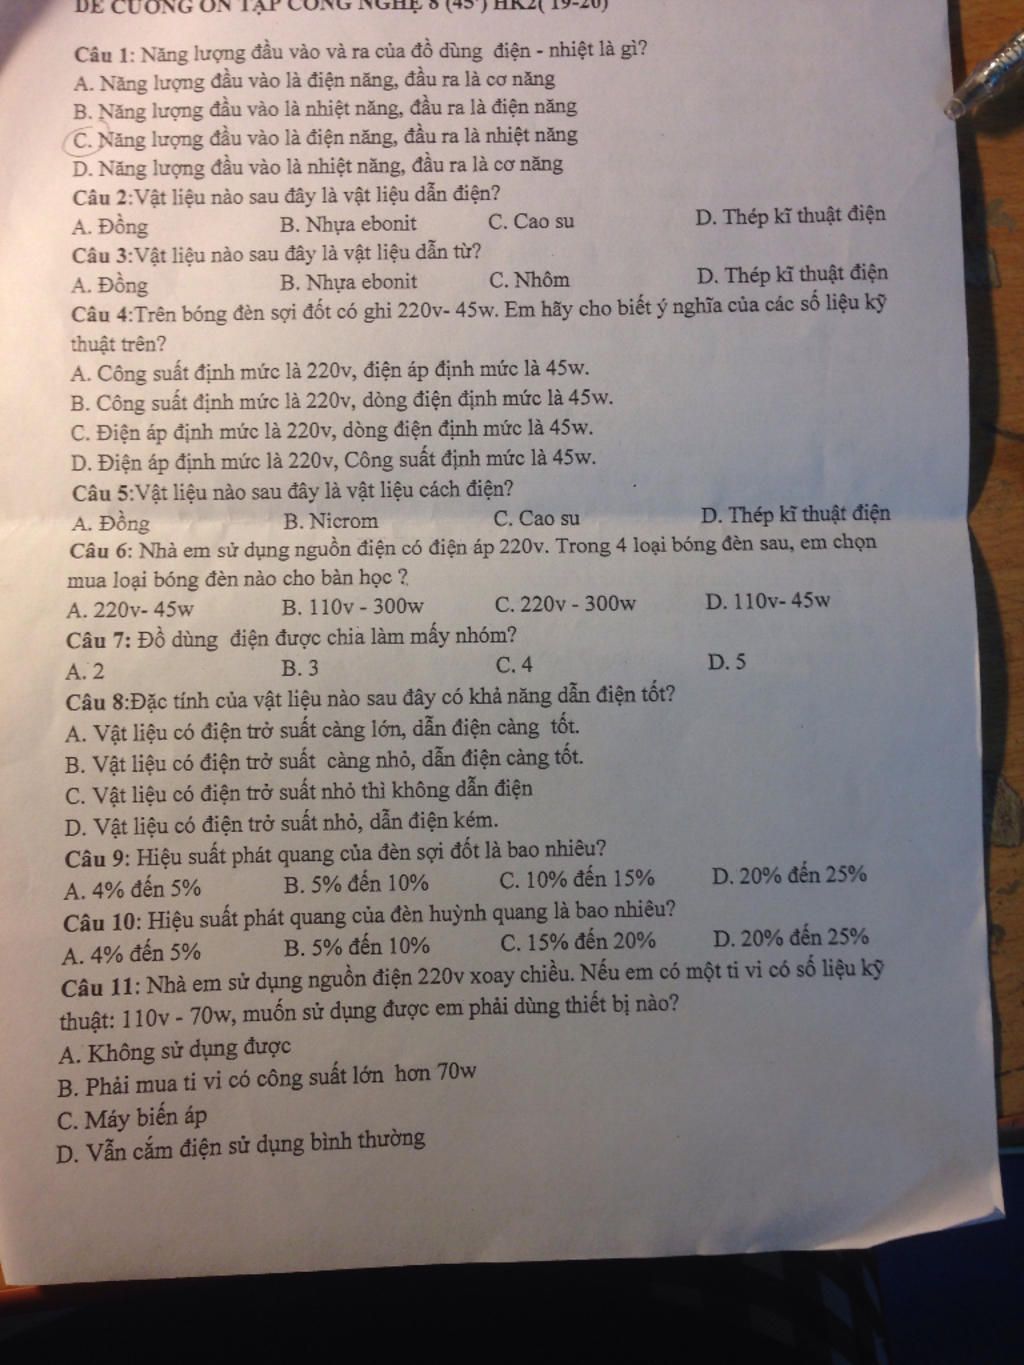 ĐỀ CƯƠNG ÔN TẬP CÔNG NGHỆ 8 (45') HK2( 19-20)
Câu 1: Năng lượng đầu vào và ra của đồ dùng điện - nhiệt là gì?
A. Năng lượng đầu vào là điện năng, đầu ra là cơ năng
B. Năng lượng đầu vào là nhiệt năng, đầu ra là điện năng
C. Năng lượng đầu vào là điện năng, đầu ra là nhiệt năng
D. Năng lượng đầu vào là nhiệt năng, đầu ra là cơ năng
Câu 2:Vật liệu nào sau đây là vật liệu dẫn điện?
A. Đồng B. Nhựa ebonit C. Cao su D. Thép kĩ thuật điện
Câu 3:Vật liệu nào sau đây là vật liệu dẫn từ?
A. Đồng B. Nhựa ebonit C. Nhôm D. Thép kĩ thuật điện
Câu 4:Trên bóng đèn sợi đốt có ghi 220v- 45w. Em hãy cho biết ý nghĩa của các số liệu kỹ
thuật trên?
A. Công suất định mức là 220v, điện áp định mức là 45w.
B. Công suất định mức là 220v, dòng điện định mức là 45w.
C. Điện áp định mức là 220v, dòng điện định mức là 45w.
D. Điện áp định mức là 220v, Công suất định mức là 45w.
Câu 5:Vật liệu nào sau đây là vật liệu cách điện?
A. Đồng B. Nicrom C. Cao su D. Thép kĩ thuật điện
Câu 6: Nhà em sử dụng nguồn điện có điện áp 220v. Trong 4 loại bóng đèn sau, em chọn
mua loại bóng đèn nào cho bàn học ?
A. 220v- 45w B. 110v - 300w C. 220v - 300w D. 110v- 45w
Câu 7: Đồ dùng điện được chia làm mấy nhóm?
A. 2 B. 3 C. 4 D. 5
Câu 8:Đặc tính của vật liệu nào sau đây có khả năng dẫn điện tốt?
A. Vật liệu có điện trở suất càng lớn, dẫn điện càng tốt.
B. Vật liệu có điện trở suất càng nhỏ, dẫn điện càng tốt.
C. Vật liệu có điện trở suất nhỏ thì không dẫn điện
D. Vật liệu có điện trở suất nhỏ, dẫn điện kém.
Câu 9: Hiệu suất phát quang của đèn sợi đốt là bao nhiêu?
A. 4% đến 5% B. 5% đến 10% C. 10% đến 15% D. 20% đến 25%
Câu 10: Hiệu suất phát quang của đèn huỳnh quang là bao nhiêu?
A. 4% đến 5% B. 5% đến 10% C. 15% đến 20% D. 20% đến 25%
Câu 11: Nhà em sử dụng nguồn điện 220v xoay chiều. Nếu em có một ti vi có số liệu kỹ
thuật: 110v - 70w, muốn sử dụng được em phải dùng thiết bị nào?
A. Không sử dụng được
B. Phải mua ti vi có công suất lớn hơn 70w
C. Máy biến áp
D. Vẫn cắm điện sử dụng bình thường